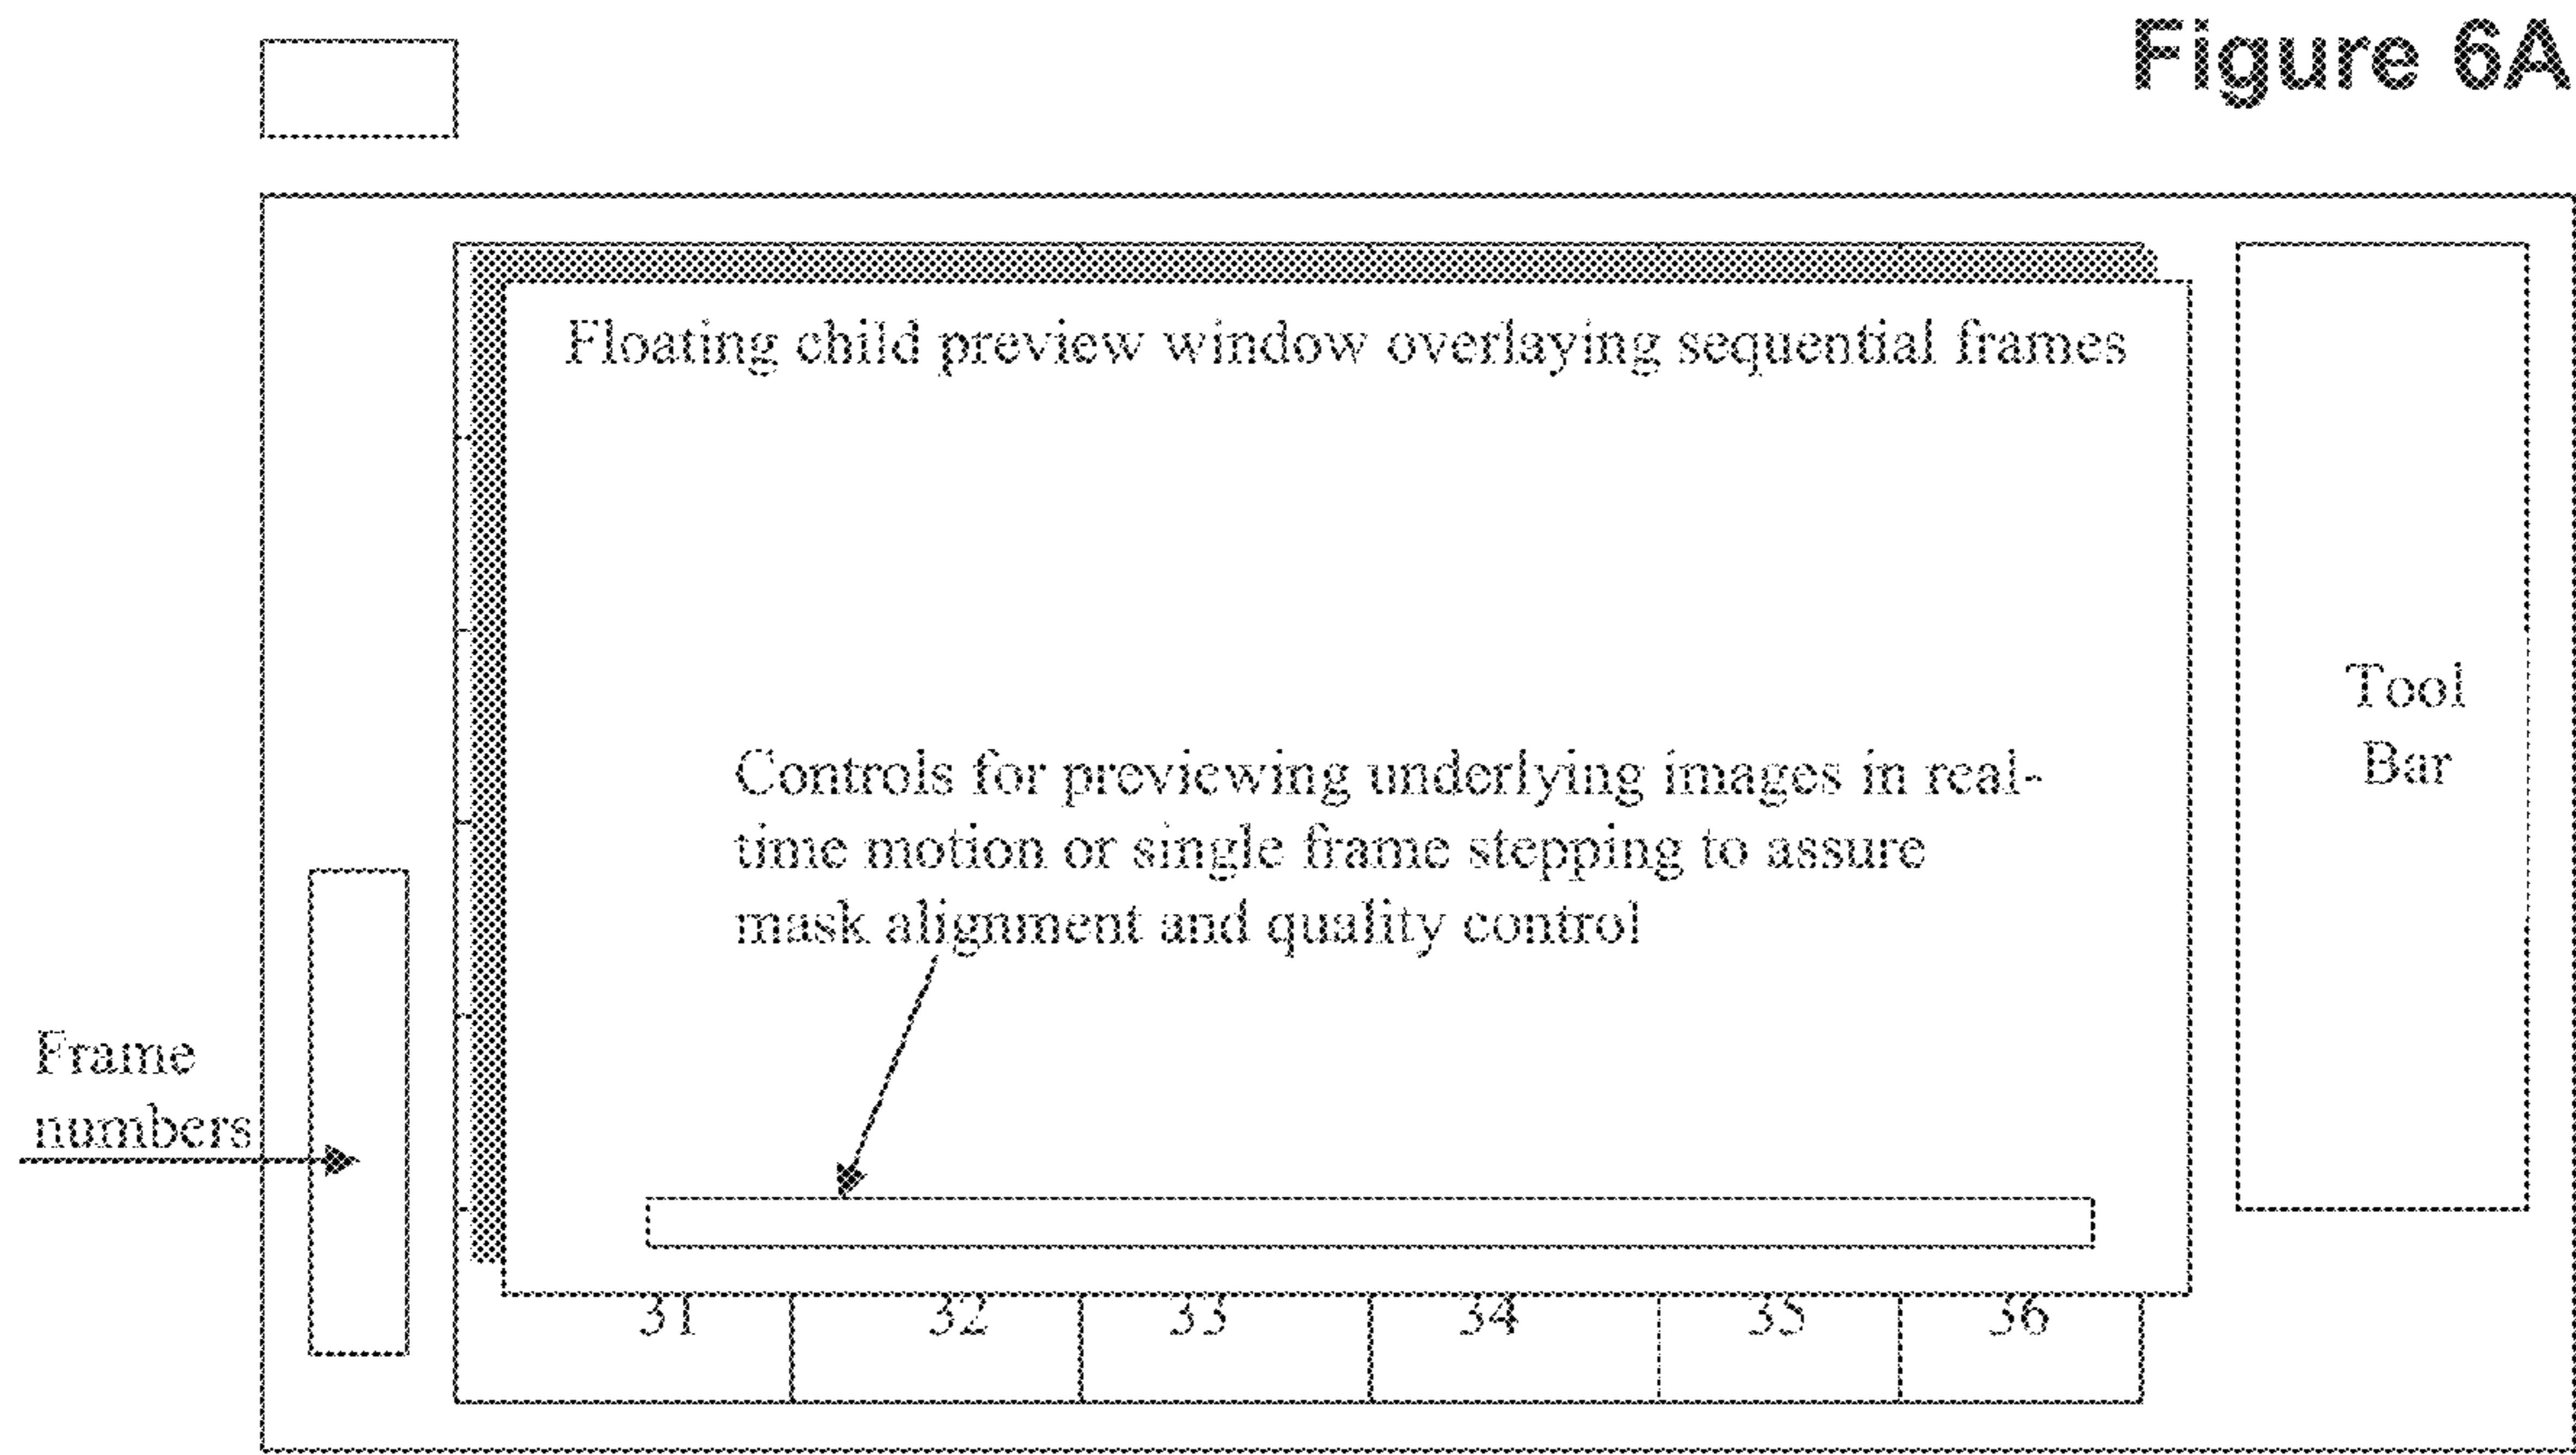 Figure 6A
Floating child preview window overlaying sequential frames
Tool
Bar
Controls for previewing underlying images in real-
time motion or single frame stepping to assure
mask alignment and quality control
Frame
numbers
31 32 33 34 35 36